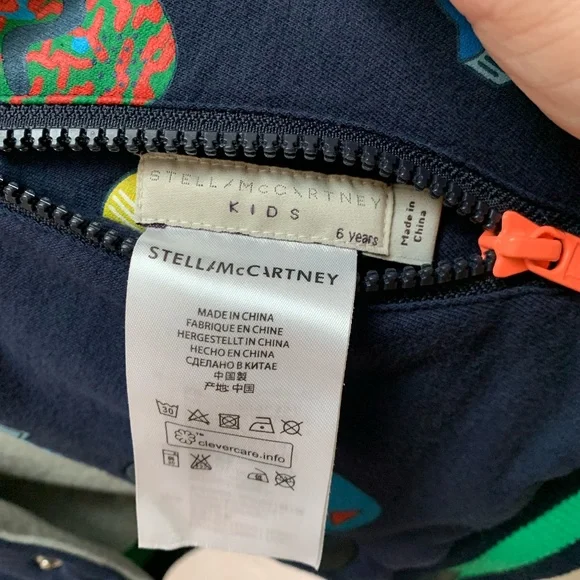 STELLA McCARTNEY
KIDS
6 years
Made in
China
STELLA McCARTNEY
MADE IN CHINA
FABRIQUE EN CHINE
HERGESTELLT IN CHINA
HECHO EN CHINA
СДЕЛАНО В КИТАЕ
中国製
产地: 中国
30
™ clevercare.info